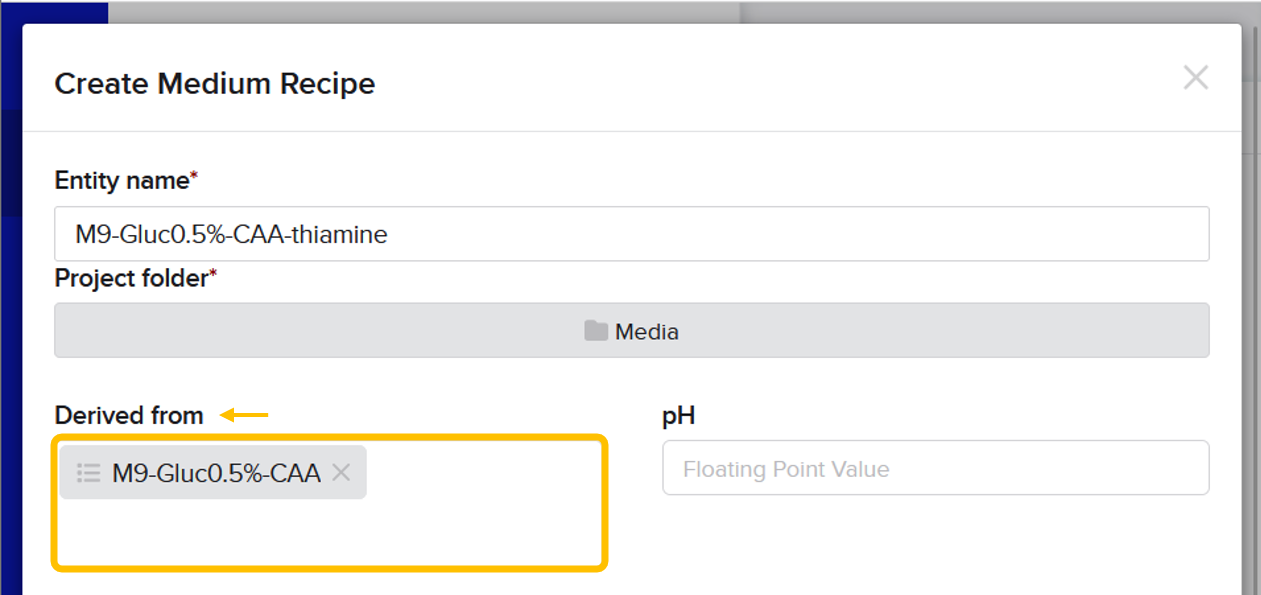 Create Medium Recipe
Entity name*
M9-Gluc0.5%-CAA-thiamine
Project folder*
Media
Derived from
pH
M9-Gluc0.5%-CAA
Floating Point Value